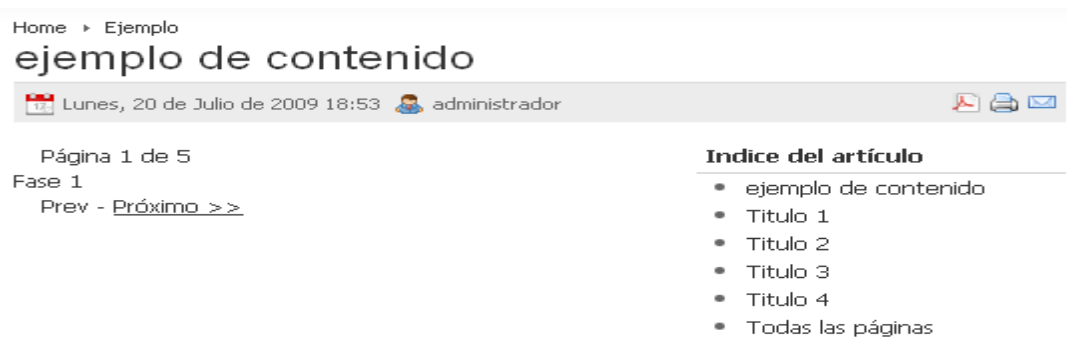 Home ▸ Ejemplo
ejemplo de contenido
12 Lunes, 20 de Julio de 2009 18:53 administrador
Página 1 de 5
Fase 1
Prev - Próximo >>
Indice del artículo
• ejemplo de contenido
• Titulo 1
• Titulo 2
• Titulo 3
• Titulo 4
• Todas las páginas